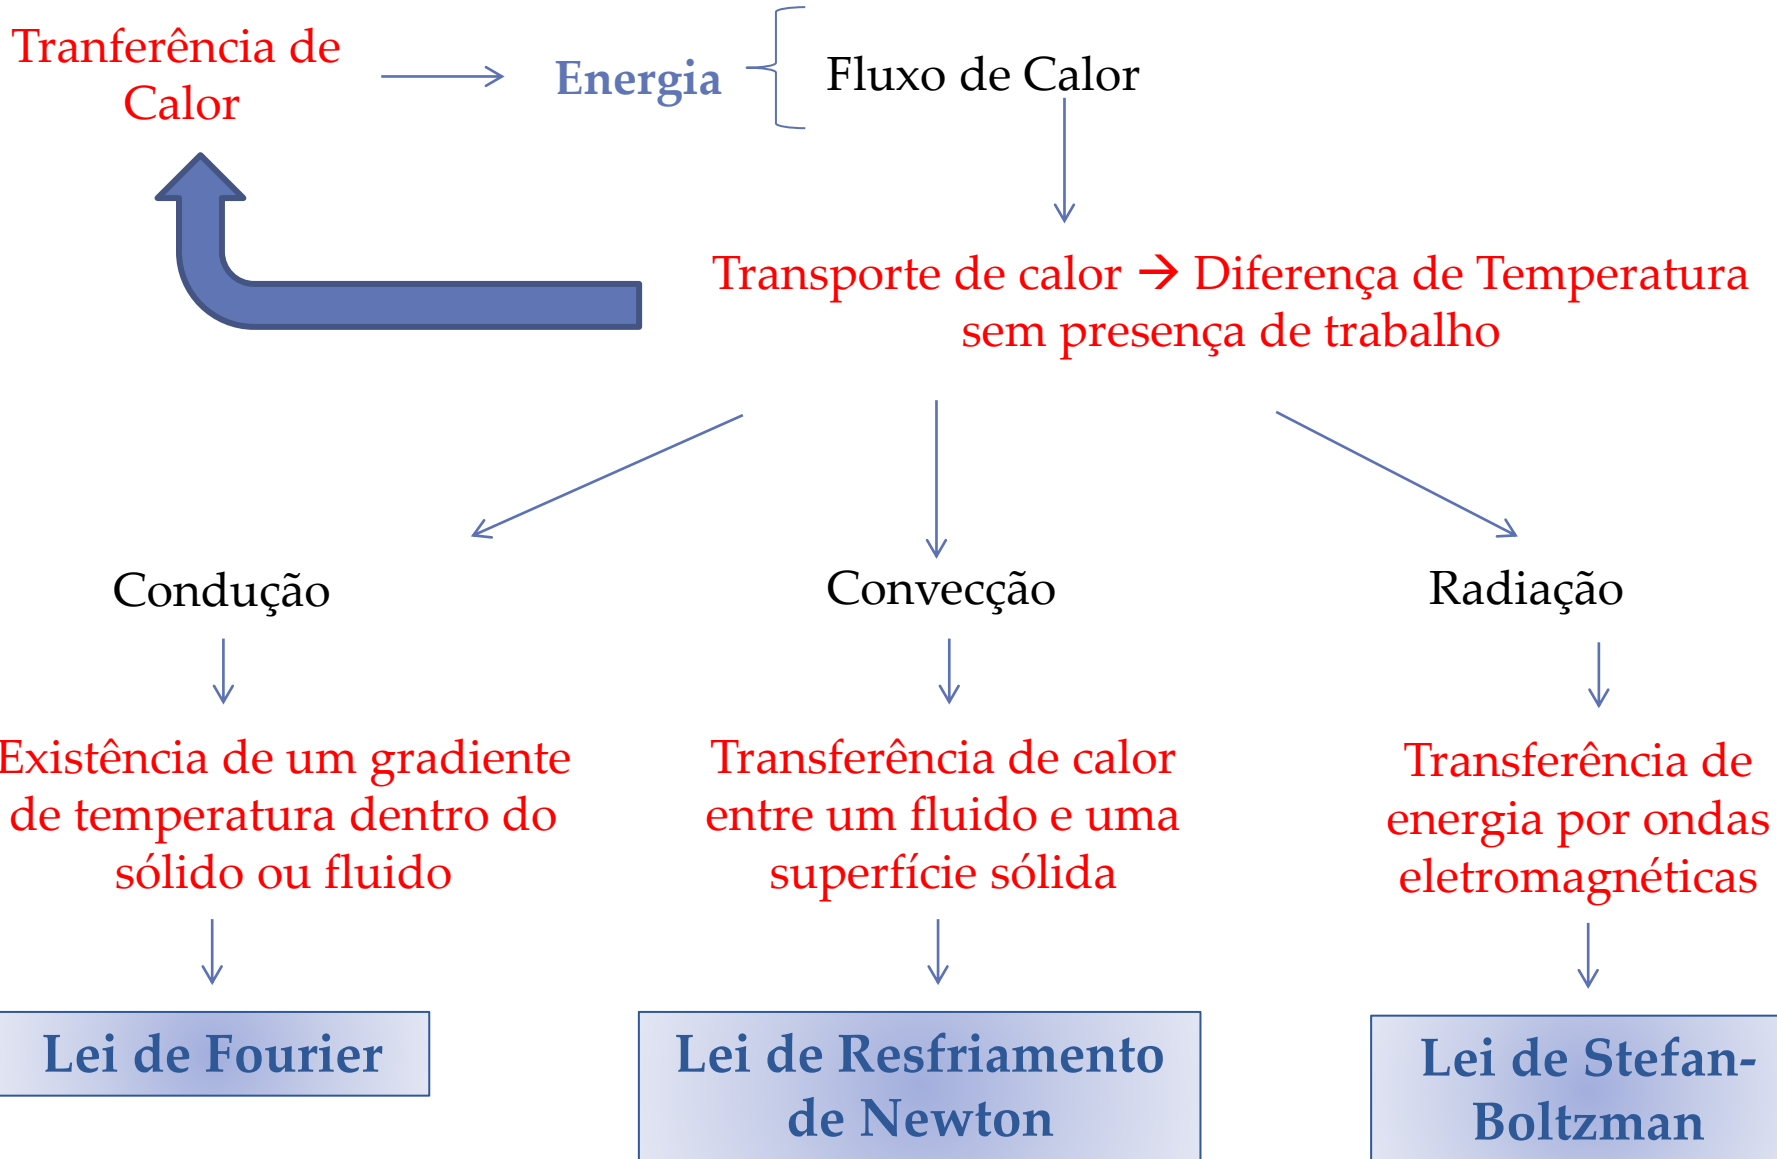 Tranferência de
Calor
Energia
Fluxo de Calor
Transporte de calor → Diferença de Temperatura
sem presença de trabalho
Condução
Convecção
Radiação
Existência de um gradiente
de temperatura dentro do
sólido ou fluido
Transferência de calor
entre um fluido e uma
superfície sólida
Transferência de
energia por ondas
eletromagnéticas
Lei de Fourier
Lei de Resfriamento
de Newton
Lei de Stefan-
Boltzman